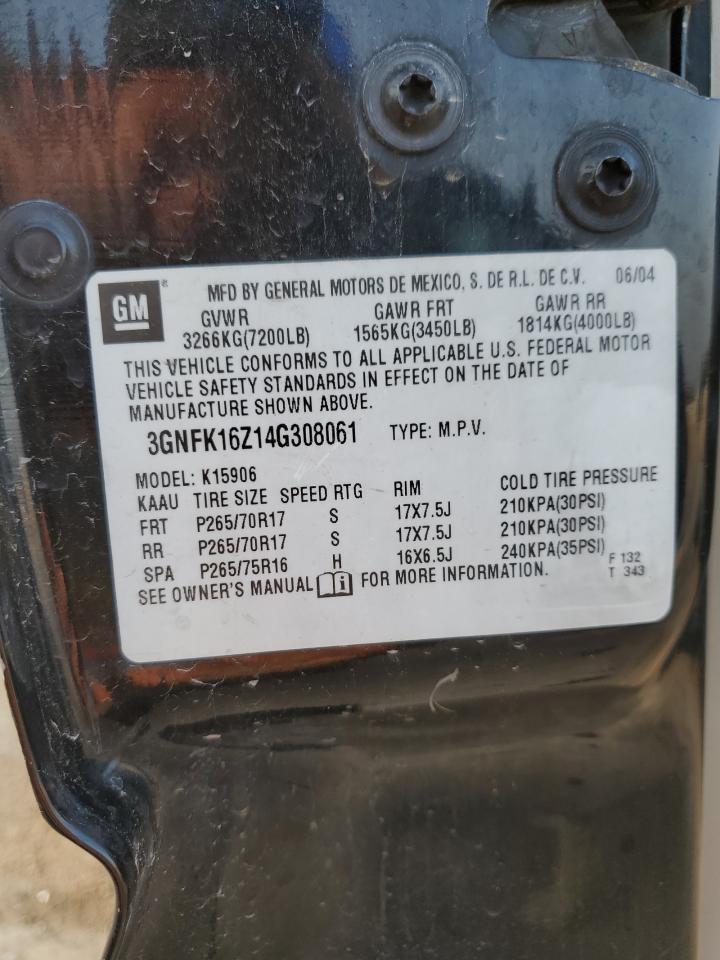 GM ® MFD BY GENERAL MOTORS DE MEXICO, S. DE R.L. DE C.V. 06/04
GVWR GAWR FRT GAWR RR
3266KG(7200LB) 1565KG(3450LB) 1814KG(4000LB)
THIS VEHICLE CONFORMS TO ALL APPLICABLE U.S. FEDERAL MOTOR
VEHICLE SAFETY STANDARDS IN EFFECT ON THE DATE OF
MANUFACTURE SHOWN ABOVE.
3GNFK16Z14G308061 TYPE: M.P.V.
MODEL: K15906
KAAU TIRE SIZE SPEED RTG RIM COLD TIRE PRESSURE
FRT P265/70R17 S 17X7.5J 210KPA(30PSI)
RR P265/70R17 S 17X7.5J 210KPA(30PSI)
SPA P265/75R16 H 16X6.5J 240KPA(35PSI)
SEE OWNER'S MANUAL i FOR MORE INFORMATION.
F 132
T 343